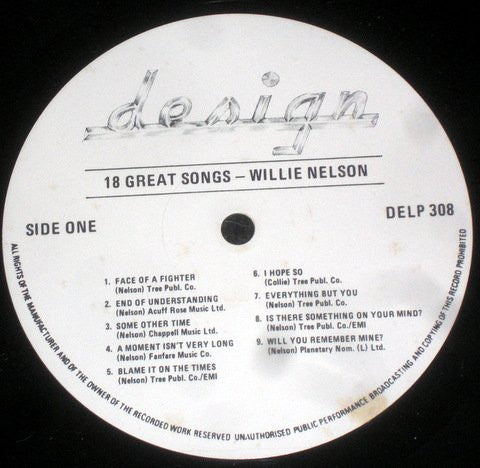 design
18 GREAT SONGS – WILLIE NELSON
SIDE ONE
DELP 308
1. FACE OF A FIGHTER
(Nelson) Tree Publ. Co.
2. END OF UNDERSTANDING
(Nelson) Acuff Rose Music Ltd.
3. SOME OTHER TIME
(Nelson) Chappell Music Ltd.
4. A MOMENT ISN'T VERY LONG
(Nelson) Fanfare Music Co.
5. BLAME IT ON THE TIMES
(Nelson) Tree Publ. Co./EMI
6. I HOPE SO
(Collie) Tree Publ. Co.
7. EVERYTHING BUT YOU
(Nelson) Tree Publ. Co.
8. IS THERE SOMETHING ON YOUR MIND?
(Nelson) Tree Publ. Co./EMI
9. WILL YOU REMEMBER MINE?
(Nelson) Planetary Nom. (L) Ltd.
ALL RIGHTS OF THE MANUFACTURER AND OF THE OWNER OF THE RECORDED WORK RESERVED UNAUTHORISED PUBLIC PERFORMANCE BROADCASTING AND COPYING OF THIS RECORD PROHIBITED